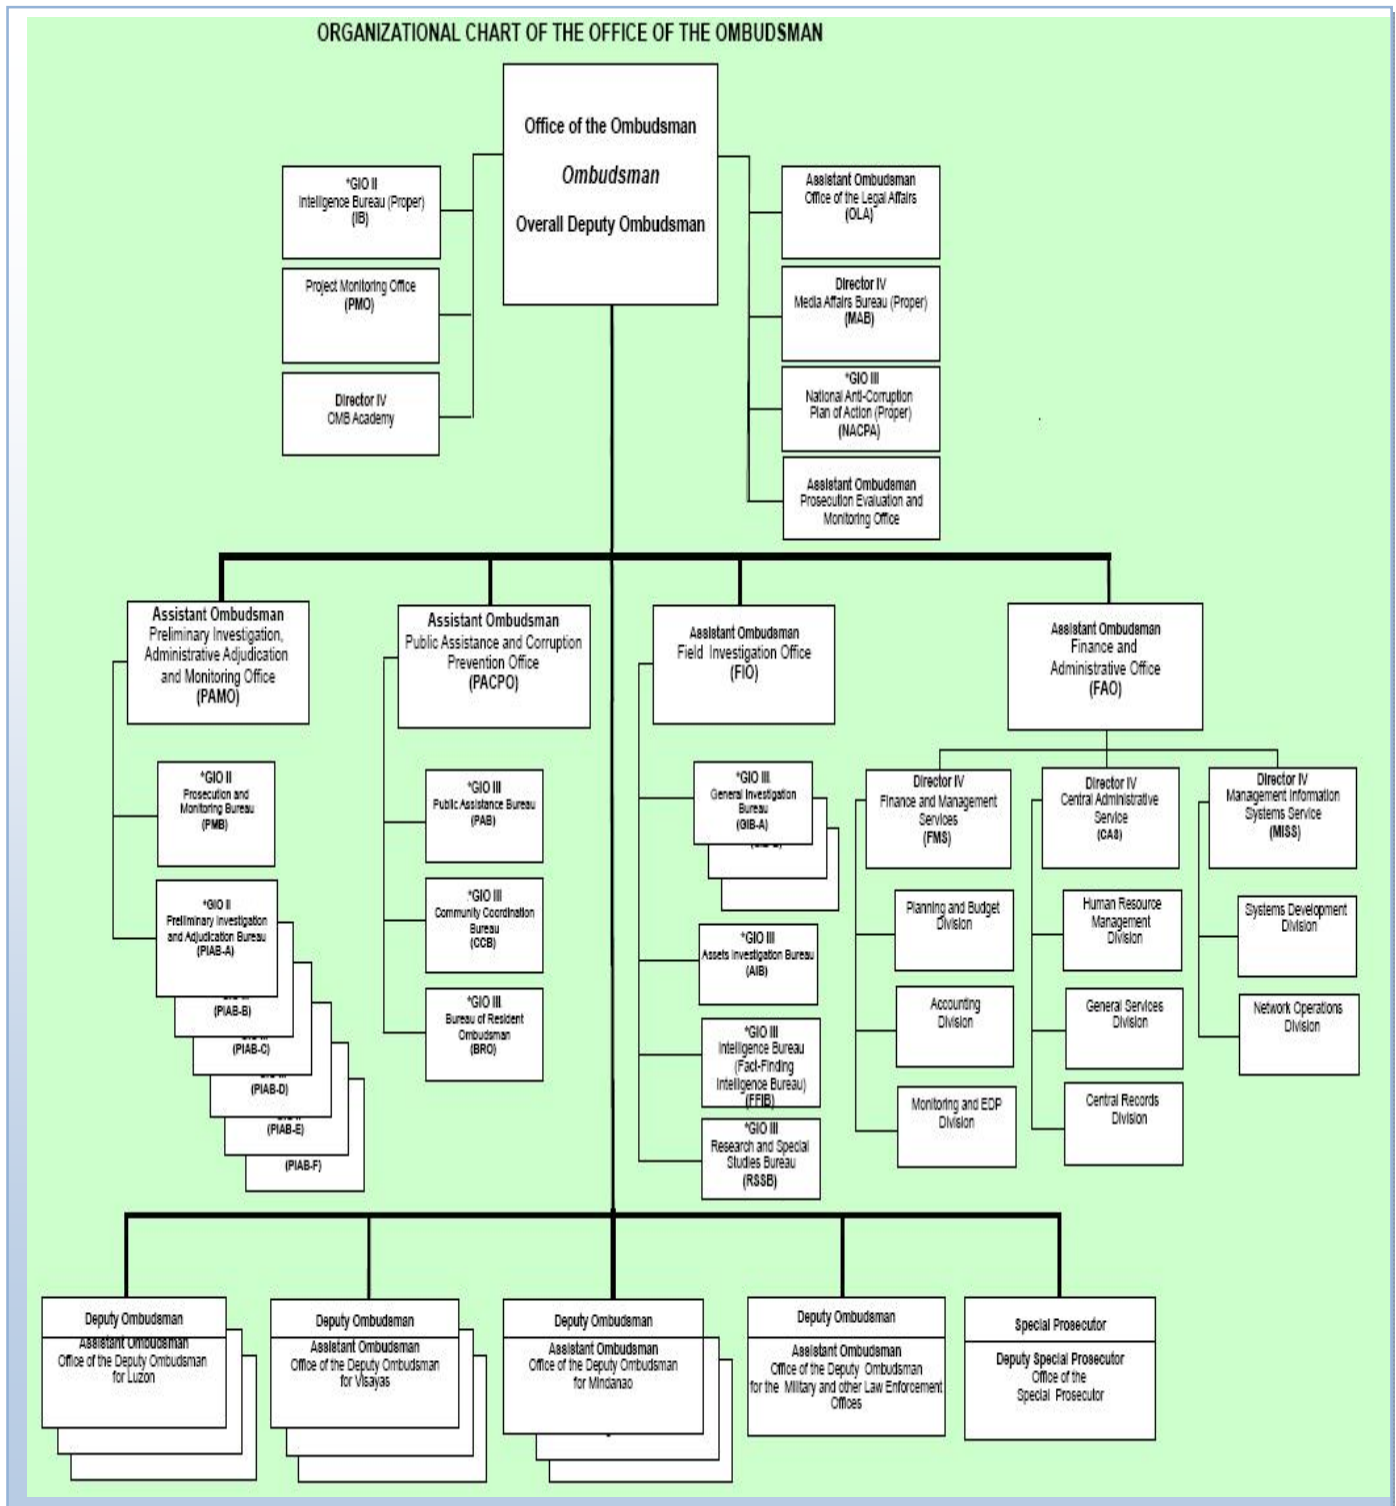 ORGANIZATIONAL CHART OF THE OFFICE OF THE OMBUDSMAN
Office of the Ombudsman
Ombudsman
Overall Deputy Ombudsman
*GIO II
Intelligence Bureau (Proper)
(IB)
Project Monitoring Office
(PMO)
Director IV
OMB Academy
Assistant Ombudsman
Office of the Legal Affairs
(OLA)
Director IV
Media Affairs Bureau (Proper)
(MAB)
*GIO III
National Anti-Corruption
Plan of Action (Proper)
(NACPA)
Assistant Ombudsman
Prosecution Evaluation and
Monitoring Office
Assistant Ombudsman
Preliminary Investigation,
Administrative Adjudication
and Monitoring Office
(PAMO)
*GIO II
Prosecution and
Monitoring Bureau
(PMB)
*GIO II
Preliminary Investigation
and Adjudication Bureau
(PIAB-A)
(PIAB-B)
(PIAB-C)
(PIAB-D)
(PIAB-E)
(PIAB-F)
Assistant Ombudsman
Public Assistance and Corruption
Prevention Office
(PACPO)
*GIO III
Public Assistance Bureau
(PAB)
*GIO III
Community Coordination
Bureau
(CCB)
*GIO III
Bureau of Resident
Ombudsman
(BRO)
Assistant Ombudsman
Field Investigation Office
(FIO)
*GIO III
General Investigation
Bureau
(GIB-A)
*GIO III
Assets Investigation Bureau
(AIB)
*GIO III
Intelligence Bureau
(Fact-Finding
Intelligence Bureau)
(FFIB)
*GIO III
Research and Special
Studies Bureau
(RSSB)
Assistant Ombudsman
Finance and
Administrative Office
(FAO)
Director IV
Finance and Management
Services
(FMS)
Planning and Budget
Division
Accounting
Division
Monitoring and EDP
Division
Director IV
Central Administrative
Service
(CAS)
Human Resource
Management
Division
General Services
Division
Central Records
Division
Director IV
Management Information
Systems Service
(MISS)
Systems Development
Division
Network Operations
Division
Deputy Ombudsman
Assistant Ombudsman
Office of the Deputy Ombudsman
for Luzon
Deputy Ombudsman
Assistant Ombudsman
Office of the Deputy Ombudsman
for Visayas
Deputy Ombudsman
Assistant Ombudsman
Office of the Deputy Ombudsman
for Mindanao
Deputy Ombudsman
Assistant Ombudsman
Office of the Deputy Ombudsman
for the Military and other Law Enforcement
Offices
Special Prosecutor
Deputy Special Prosecutor
Office of the
Special Prosecutor